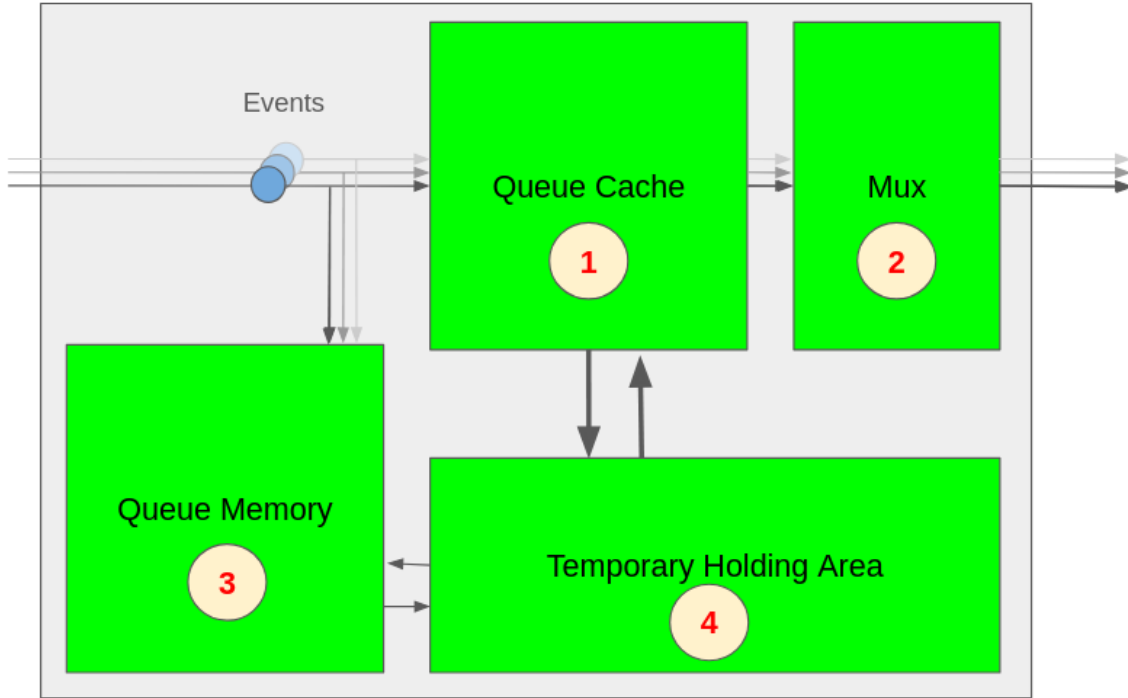 Events
Queue Cache
1
Mux
2
Queue Memory
3
Temporary Holding Area
4